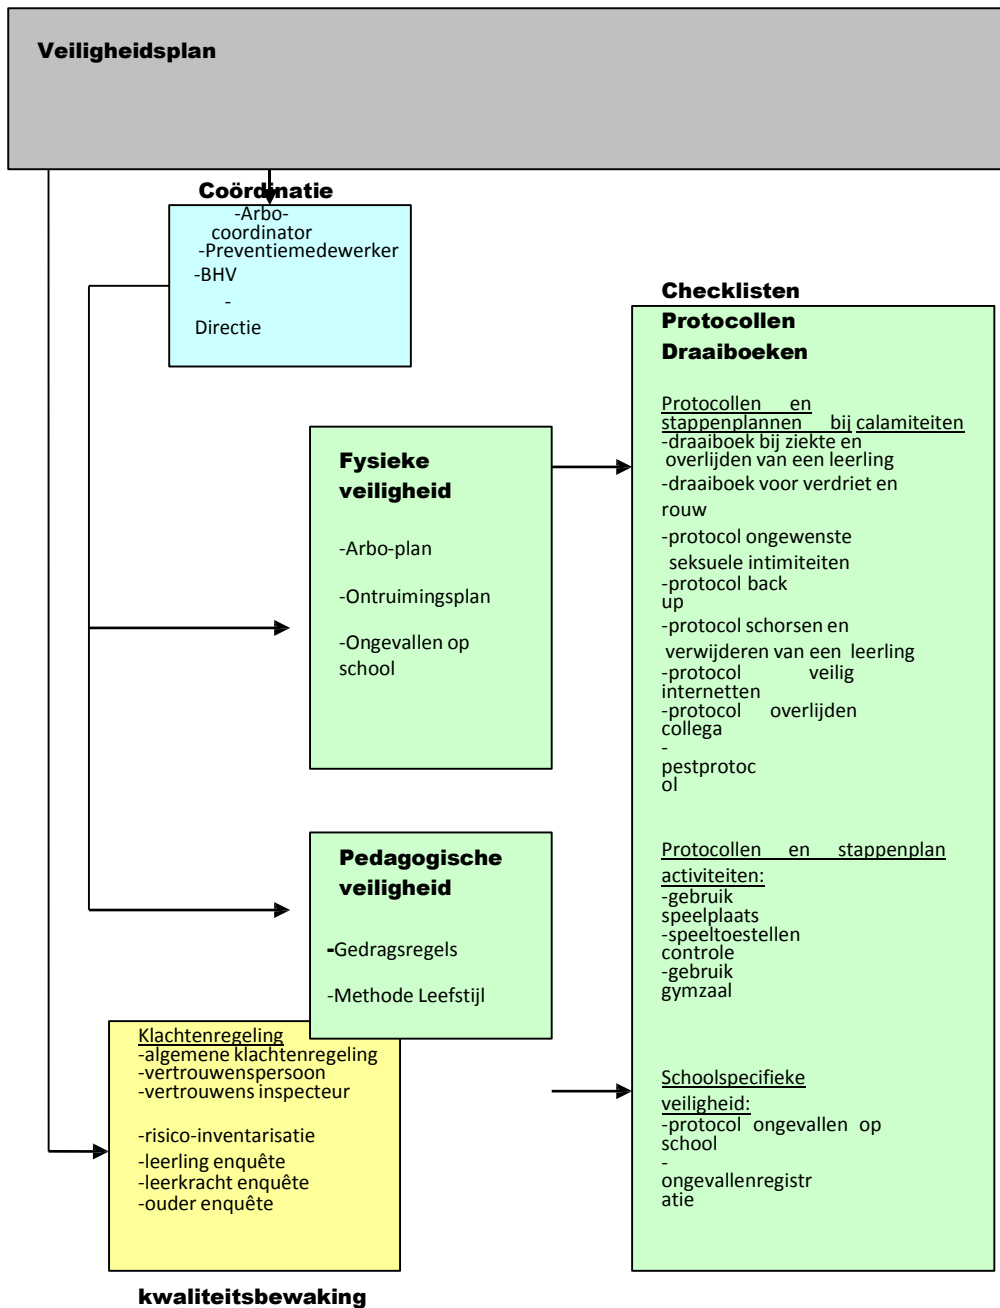 Veiligheidsplan
Coördinatie
-Arbo-
coordinator
-Preventiemedewerker
-BHV
-
Directie
Fysieke
veiligheid
-Arbo-plan
-Ontruimingsplan
-Ongevallen op
school
Pedagogische
veiligheid
-Gedragsregels
-Methode Leefstijl
Klachtenregeling
-algemene klachtenregeling
-vertrouwenspersoon
-vertrouwens inspecteur
-risico-inventarisatie
-leerling enquête
-leerkracht enquête
-ouder enquête
kwaliteitsbewaking
Checklisten
Protocollen
Draaiboeken
Protocollen en
stappenplannen bij calamiteiten
-draaiboek bij ziekte en
overlijden van een leerling
-draaiboek voor verdriet en
rouw
-protocol ongewenste
seksuele intimiteiten
-protocol back
up
-protocol schorsen en
verwijderen van een leerling
-protocol veilig
internetten
-protocol overlijden
collega
-
pestprotoc
ol
Protocollen en stappenplan
activiteiten:
-gebruik
speelplaats
-speeltoestellen
controle
-gebruik
gymzaal
Schoolspecifieke
veiligheid:
-protocol ongevallen op
school
-
ongevallenregistr
atie